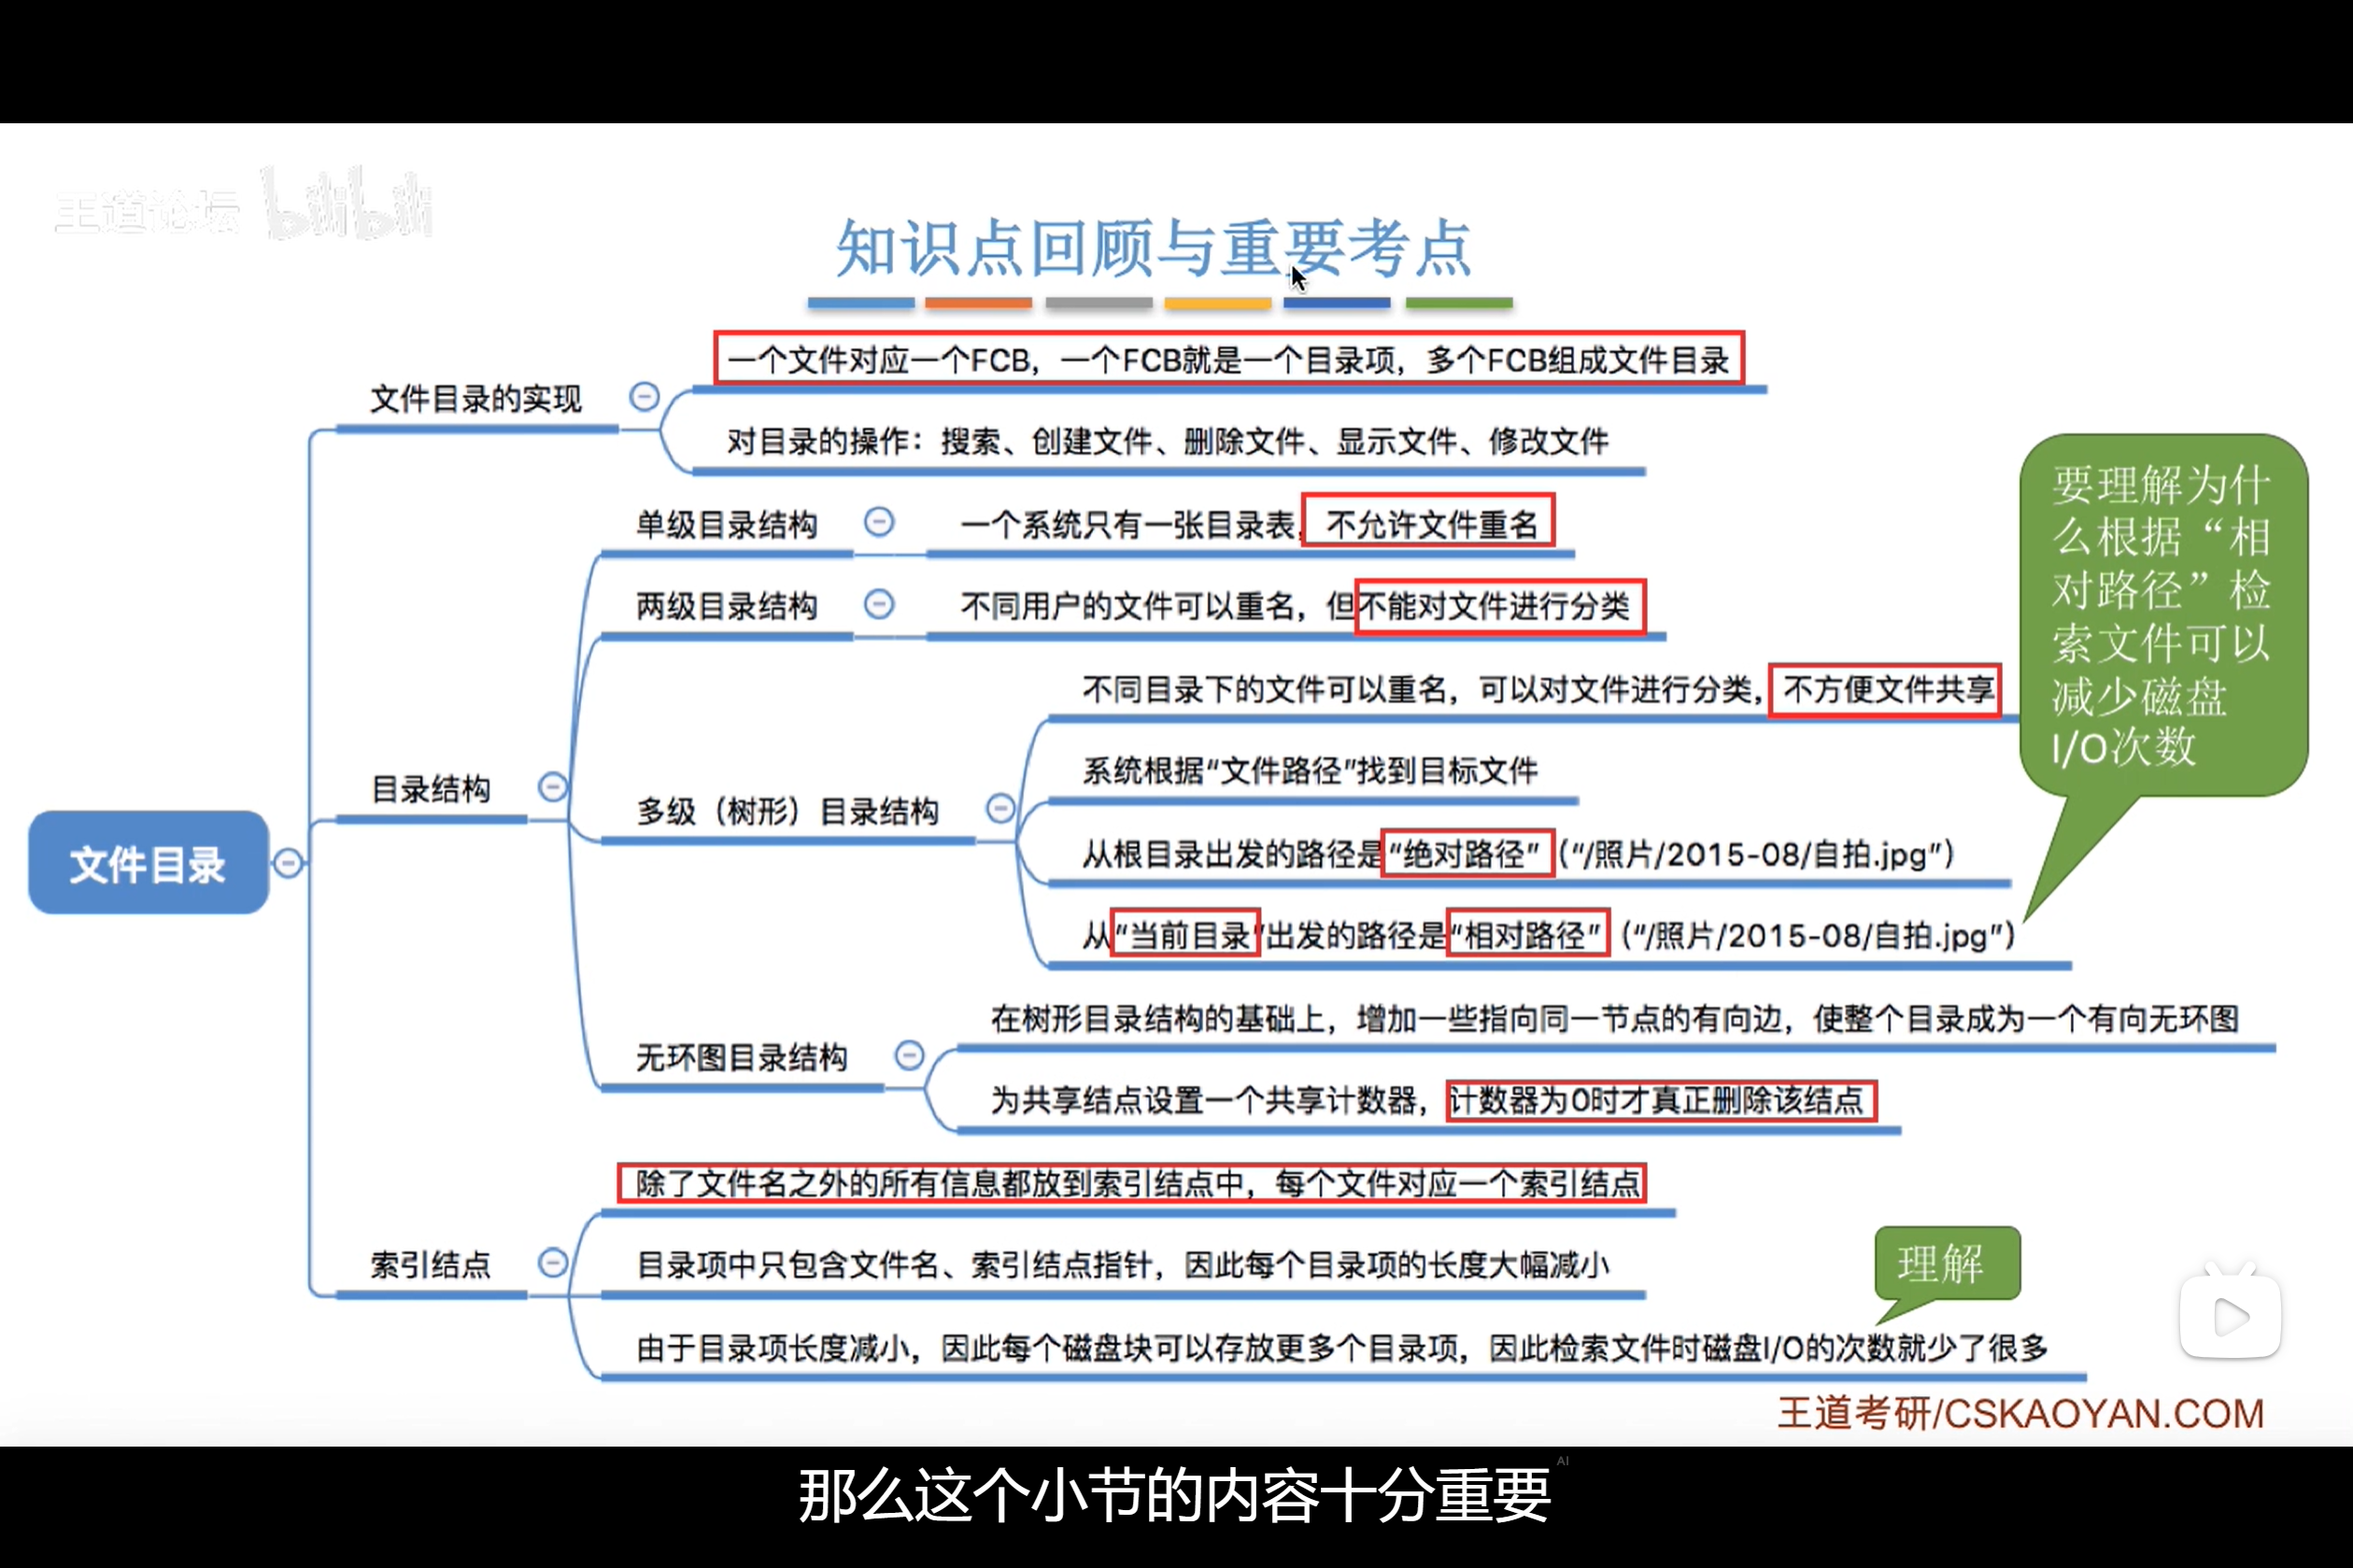 王道论坛 bilibili
知识点回顾与重要考点
一个文件对应一个FCB，一个FCB就是一个目录项，多个FCB组成文件目录
文件目录的实现
对目录的操作：搜索、创建文件、删除文件、显示文件、修改文件
要理解为什
么根据“相
对路径”检
索文件可以
减少磁盘
I/O次数
单级目录结构
一个系统只有一张目录表，不允许文件重名
两级目录结构
不同用户的文件可以重名，但不能对文件进行分类
不同目录下的文件可以重名，可以对文件进行分类，不方便文件共享
系统根据“文件路径”找到目标文件
目录结构
多级（树形）目录结构
从根目录出发的路径是“绝对路径”（“/照片/2015-08/自拍.jpg”）
文件目录
从“当前目录”出发的路径是“相对路径”（“/照片/2015-08/自拍.jpg”）
在树形目录结构的基础上，增加一些指向同一节点的有向边，使整个目录成为一个有向无环图
无环图目录结构
为共享结点设置一个共享计数器，计数器为0时才真正删除该结点
除了文件名之外的所有信息都放到索引结点中，每个文件对应一个索引结点
索引结点
目录项中只包含文件名、索引结点指针，因此每个目录项的长度大幅减小
理解
由于目录项长度减小，因此每个磁盘块可以存放更多个目录项，因此检索文件时磁盘I/O的次数就少了很多
王道考研/CSKAOYAN.COM
AI
那么这个小节的内容十分重要